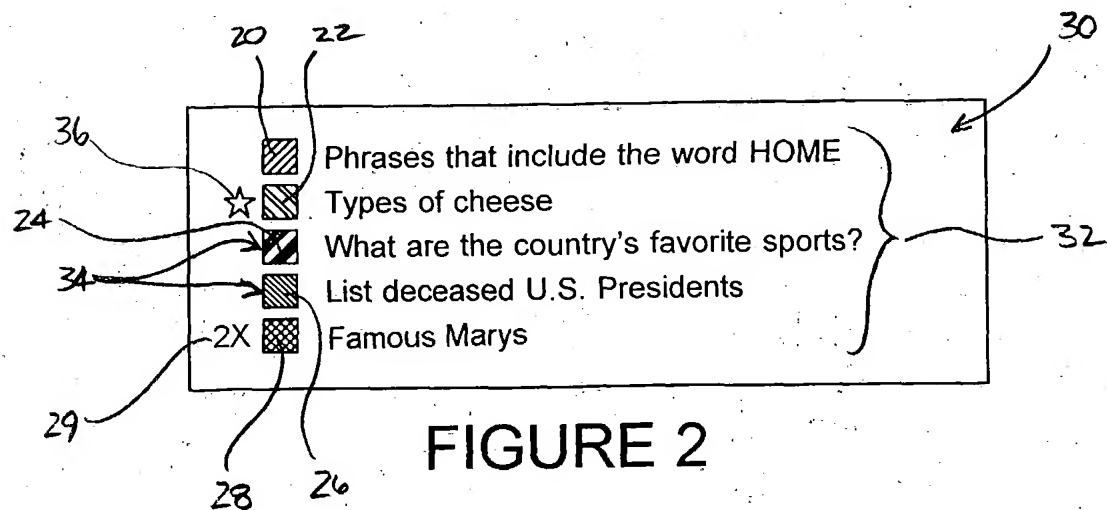 20 22 30
36
Phrases that include the word HOME
Types of cheese
24
What are the country's favorite sports?
32
34
List deceased U.S. Presidents
2X Famous Marys
29
28 26
FIGURE 2